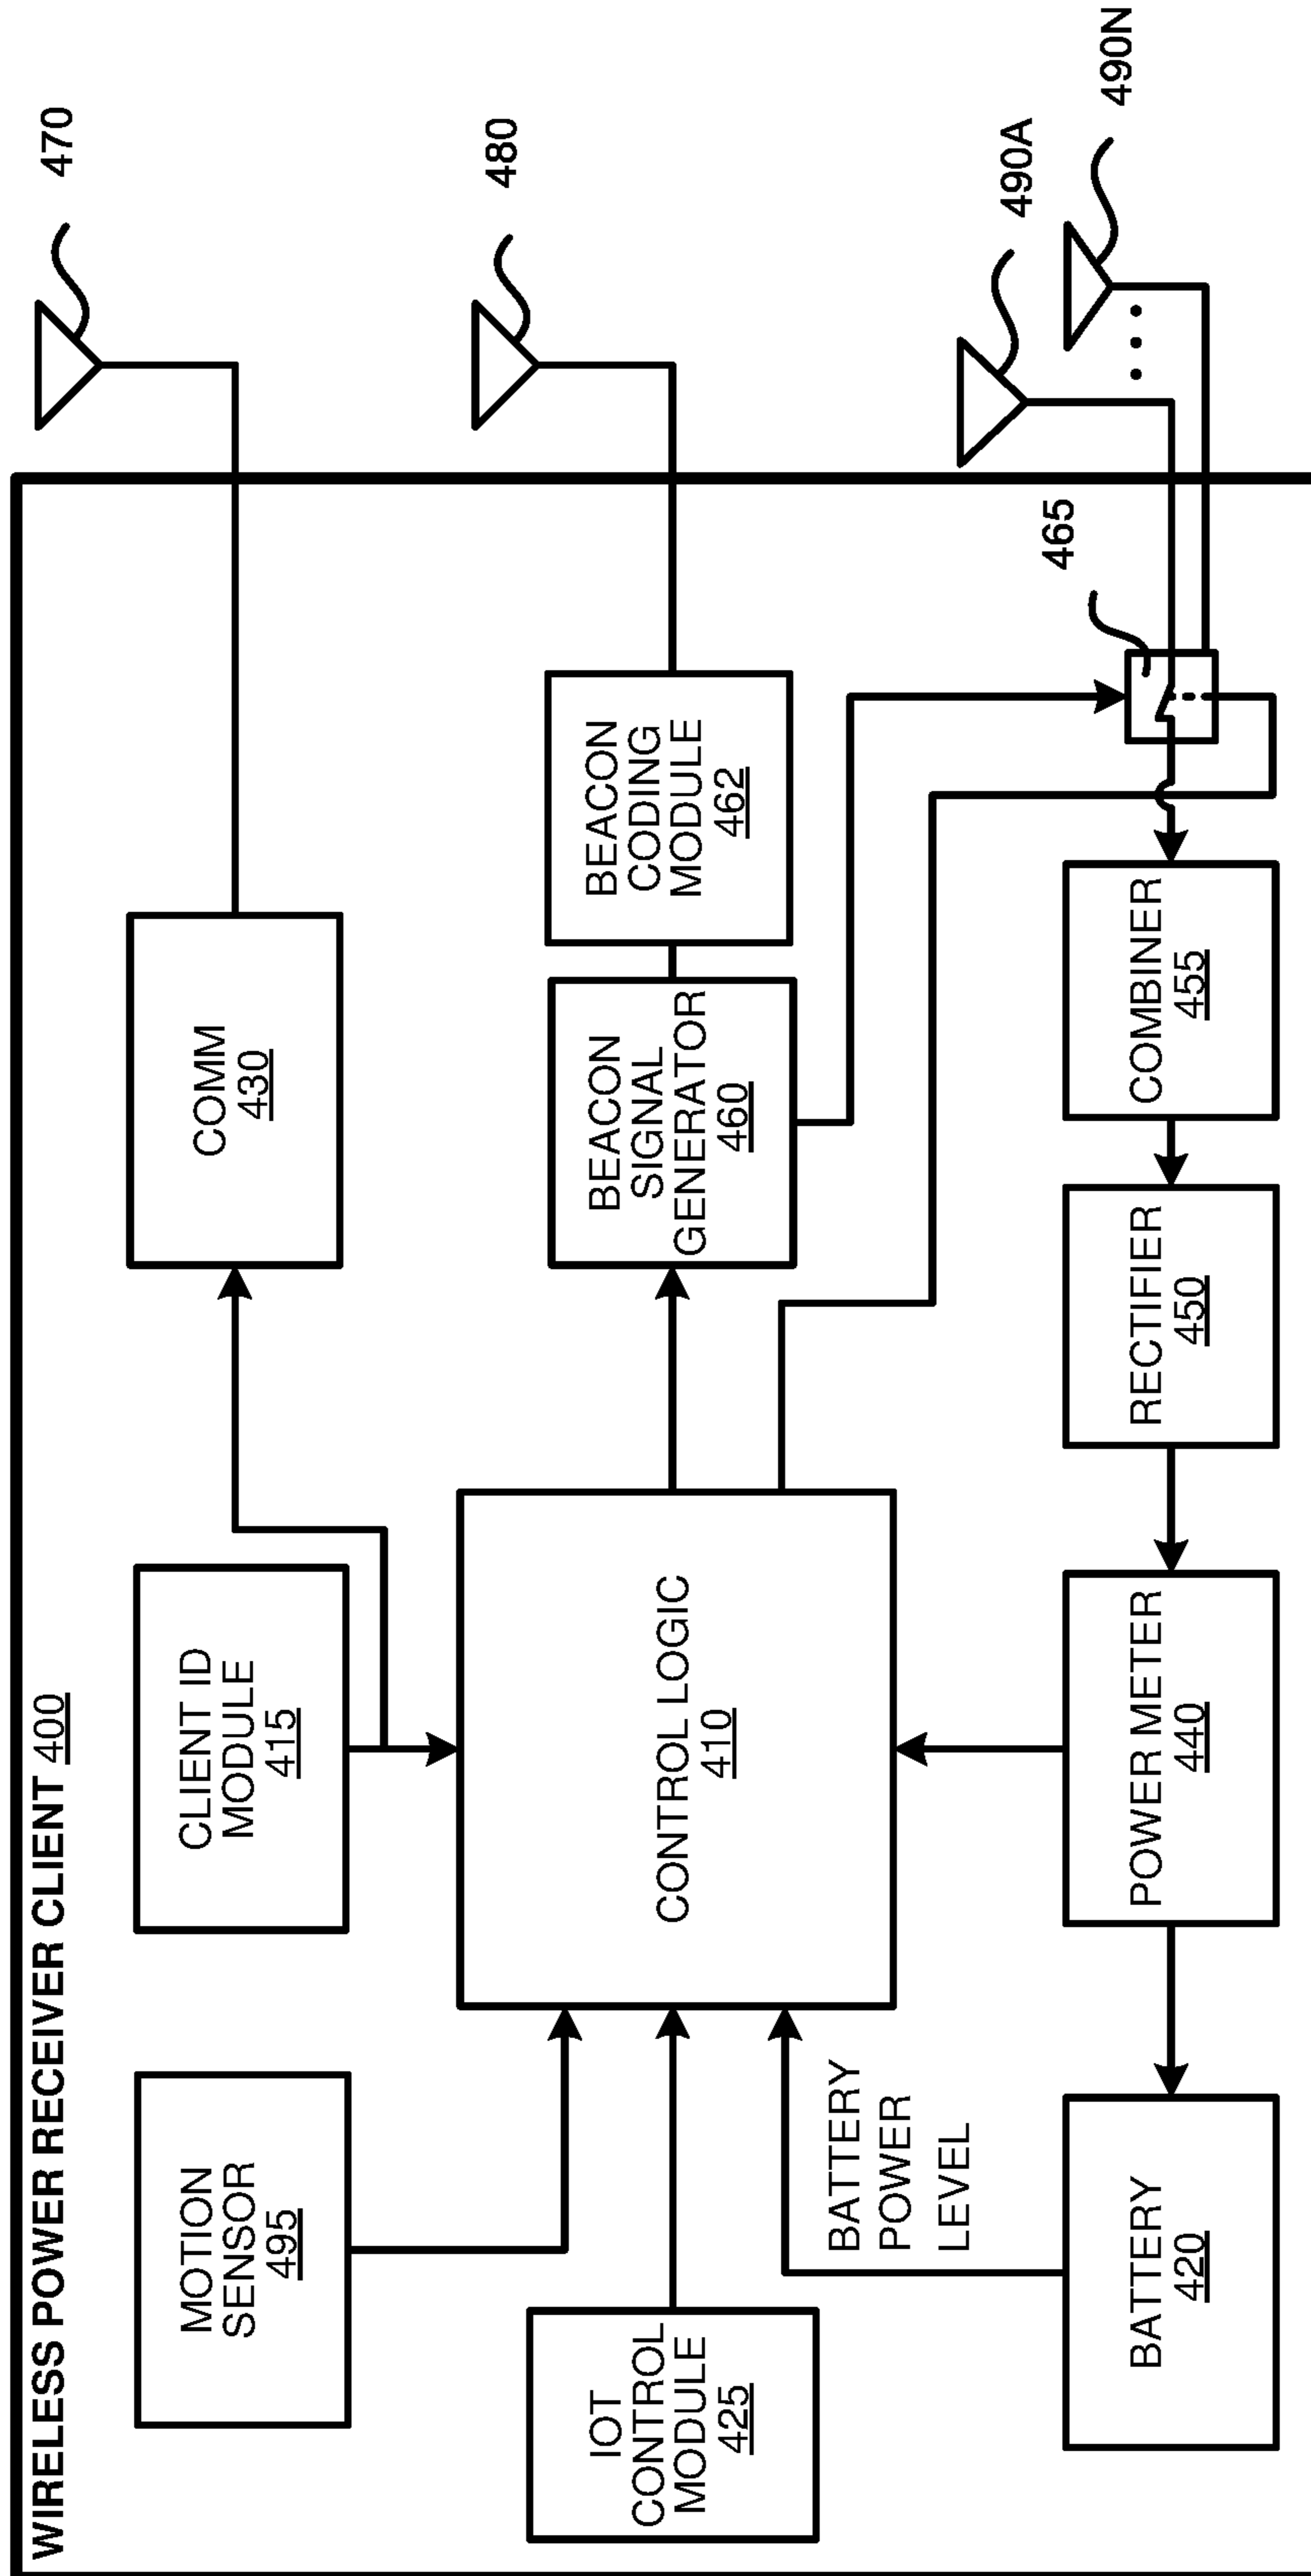 WIRELESS POWER RECEIVER CLIENT 400
MOTION
SENSOR
495
CLIENT ID
MODULE
415
COMM
430
470
IOT
CONTROL
MODULE
425
CONTROL LOGIC
410
BEACON
SIGNAL
GENERATOR
460
BEACON
CODING
MODULE
462
480
BATTERY
POWER
LEVEL
465
490A
490N
BATTERY
420
POWER METER
440
RECTIFIER
450
COMBINER
455